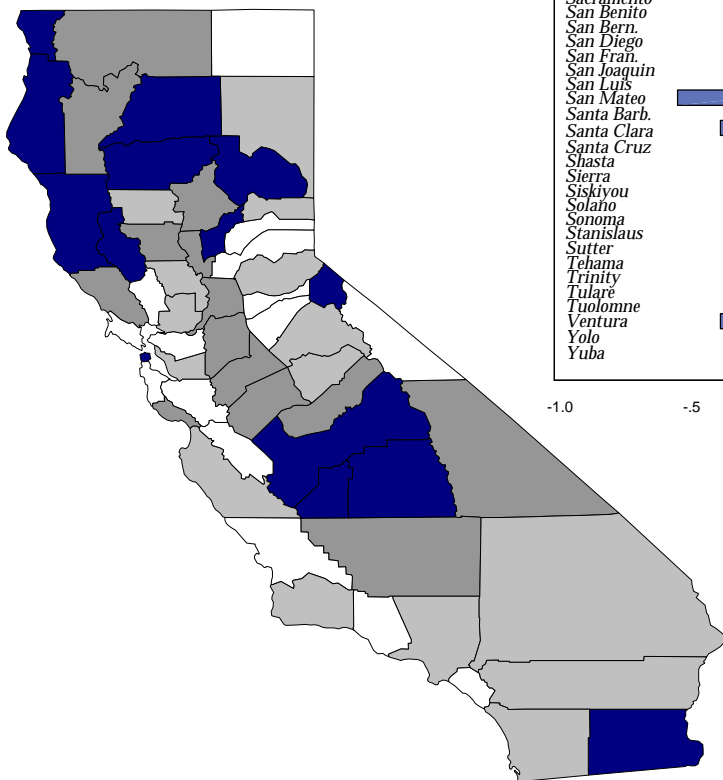 Sacramento
San Benito
San Bern.
San Diego
San Fran.
San Joaquin
San Luis
San Mateo
Santa Barb.
Santa Clara
Santa Cruz
Shasta
Sierra
Siskiyou
Solano
Sonoma
Stanislaus
Sutter
Tehama
Trinity
Tulare
Tuolomne
Ventura
Yolo
Yuba
-1.0 -.5